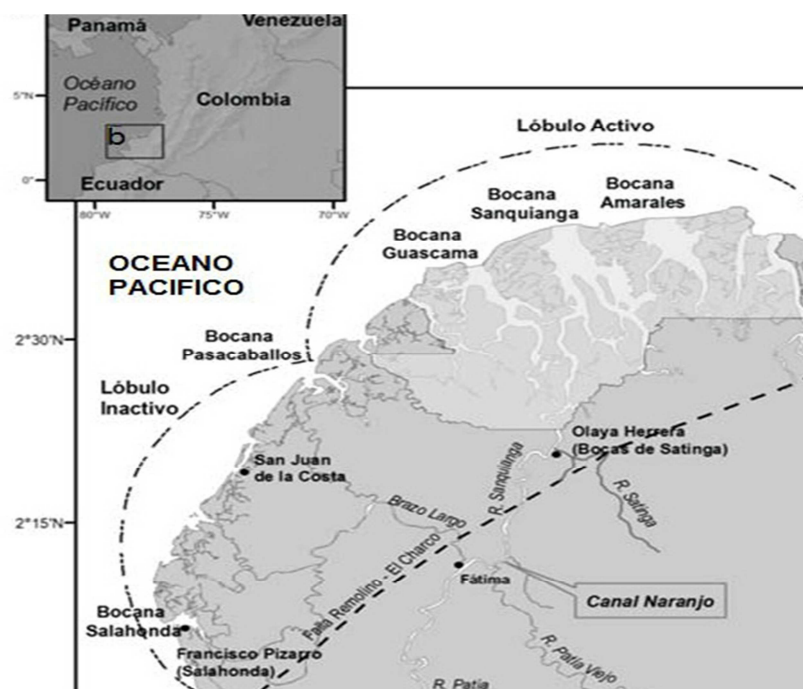 Panamá
Venezuela
Océano
Pacífico
5°N
Colombia
b
0°
Ecuador
80°W
75°W
70°W
Lóbulo Activo
Bocana
Amarales
Bocana
Sanquianga
Bocana
Guascama
OCEANO
PACIFICO
2°30'N
Bocana
Pasacaballos
Lóbulo
Inactivo
Olaya Herrera
(Bocas de Satinga)
San Juan
de la Costa
R. Sanquianga
R. Satinga
Brazo Largo
2°15'N
Falla Remolino - El Charco
Fátima
Canal Naranjo
Bocana
Salahonda
Francisco Pizarro
(Salahonda)
R. Patía Viejo
R. Patía